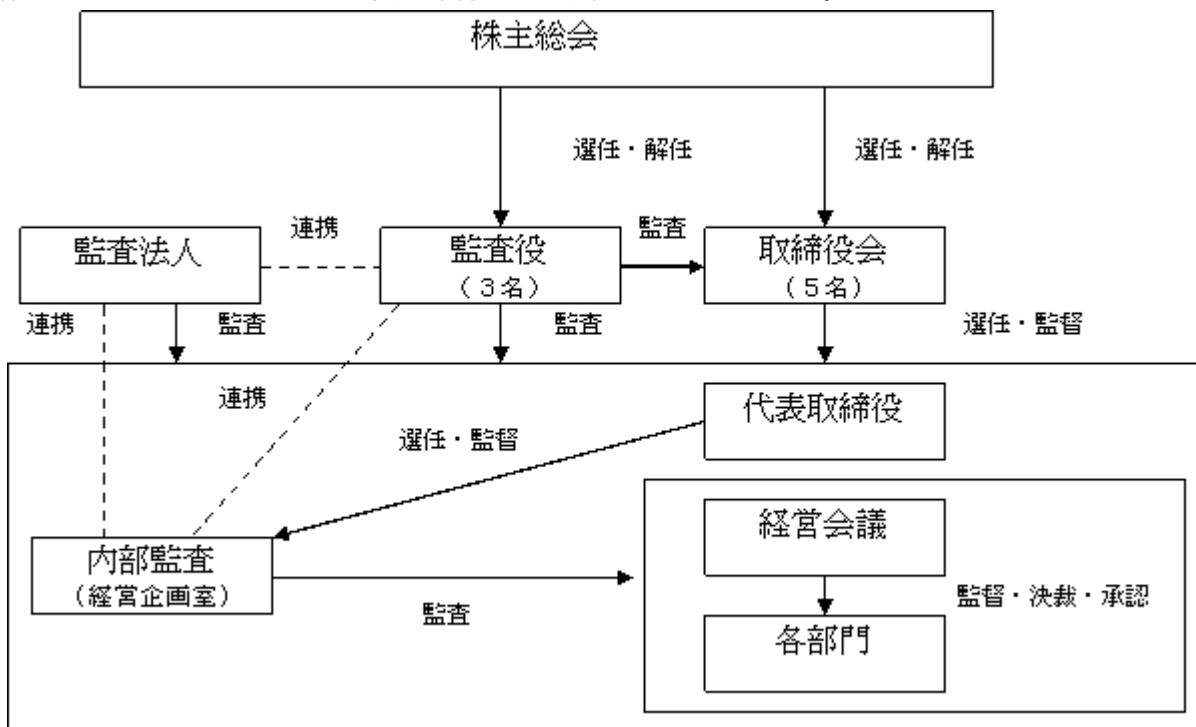 株主総会
選任・解任
選任・解任
監査法人
連携
監査役
(3名)
監査
取締役会
(5名)
連携
監査
監査
選任・監督
連携
代表取締役
選任・監督
経営会議
内部監査
(経営企画室)
監査
監督・決裁・承認
各部門